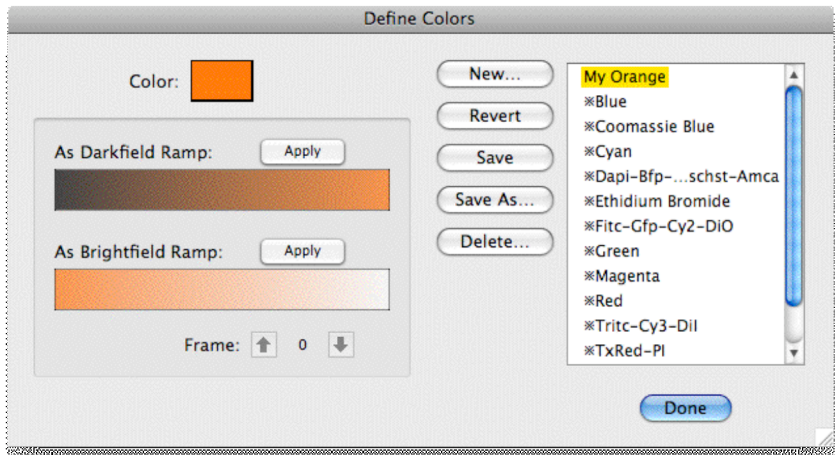 Define Colors
Color:
As Darkfield Ramp: Apply
As Brightfield Ramp: Apply
Frame: 0
New...
Revert
Save
Save As...
Delete...
My Orange
※Blue
※Coomassie Blue
※Cyan
※Dapi-Bfp-...schst-Amca
※Ethidium Bromide
※Fitc-Gfp-Cy2-DiO
※Green
※Magenta
※Red
※Tritc-Cy3-DiI
※TxRed-PI
Done